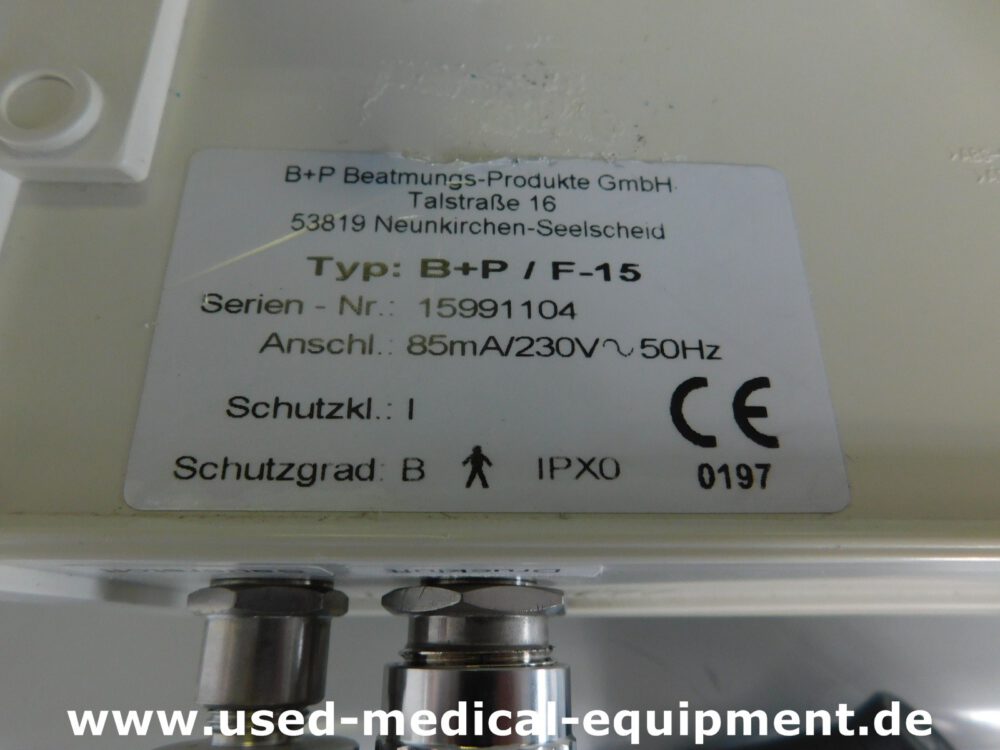 B+P Beatmungs-Produkte GmbH
Talstraße 16
53819 Neunkirchen-Seelscheid
Typ: B+P / F-15
Serien - Nr.: 15991104
Anschl.: 85mA/230V~50Hz
Schutzkl.: I
CE
Schutzgrad: B IPX0 0197
Druckluft
www.used-medical-equipment.de